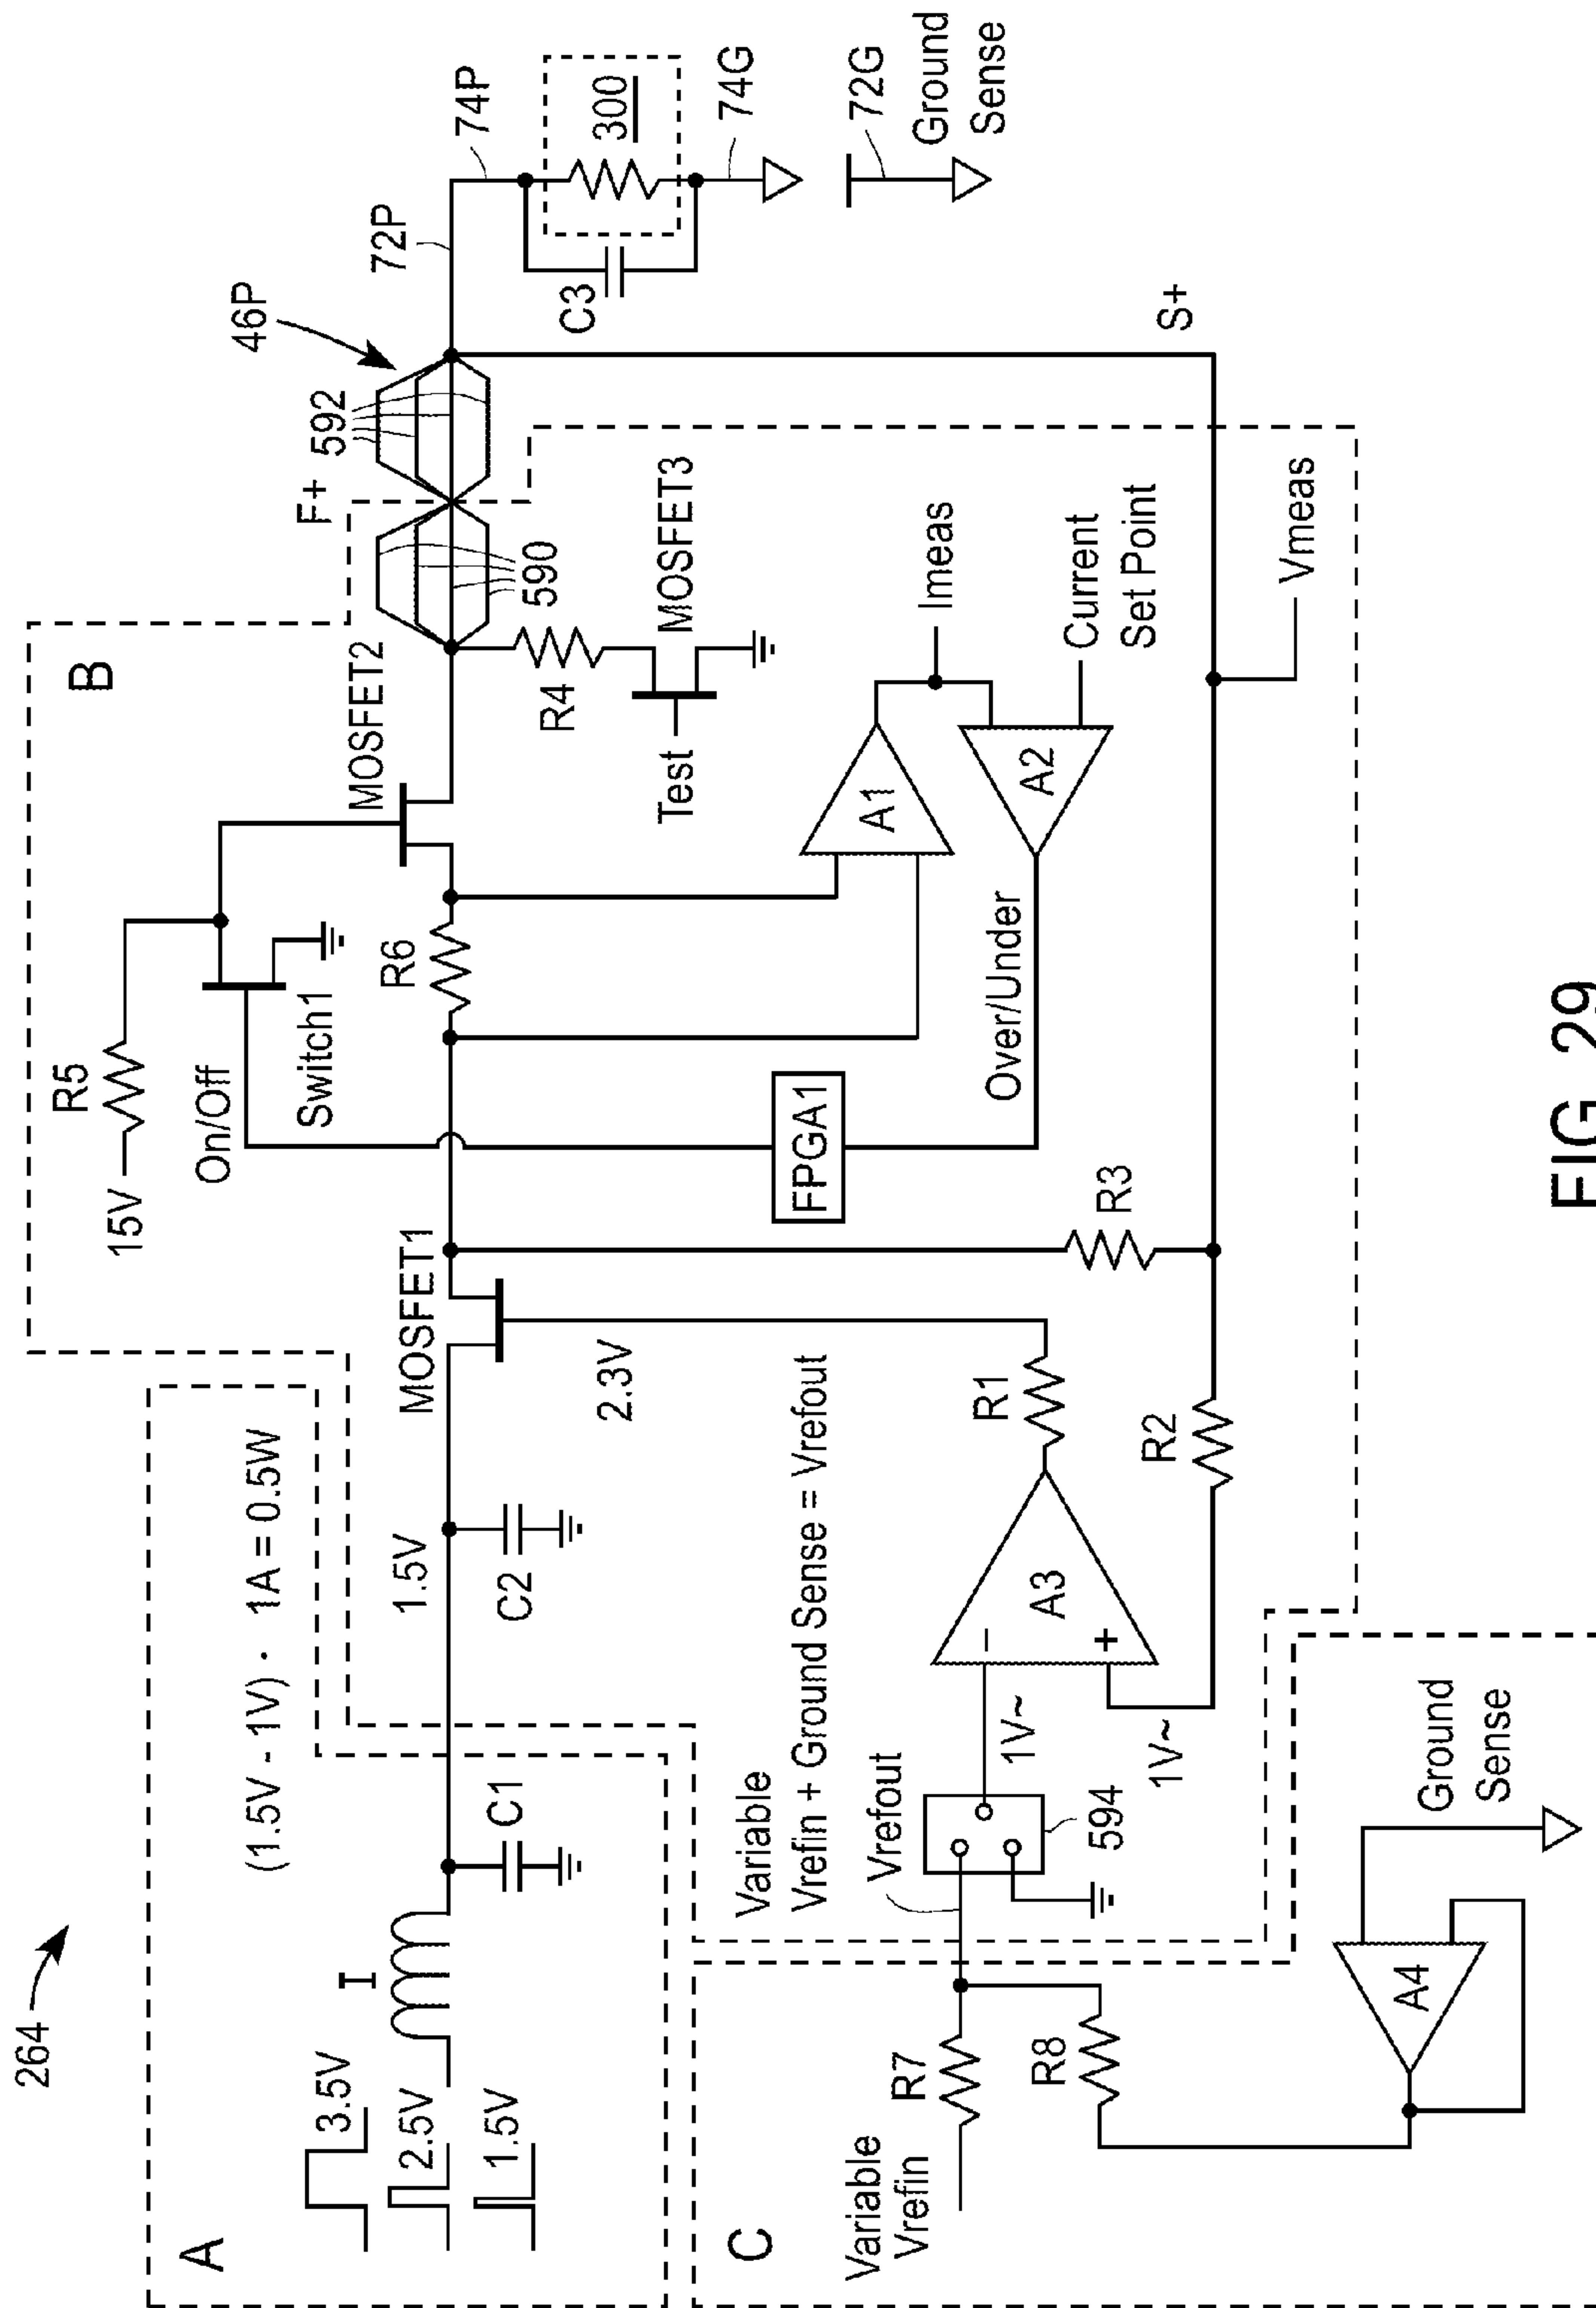 264
A
3.5V
2.5V
1.5V
I
C1
(1.5V - 1V) · 1A = 0.5W
1.5V
C2
MOSFET1
2.3V
B
15V
R5
On/Off
Switch1
R6
MOSFET2
F+
590
592
46P
72P
74P
300
C3
74G
72G
Ground
Sense
R4
Test
MOSFET3
A1
Imeas
A2
Current
Set Point
Over/Under
FPGA1
R3
S+
Vmeas
Variable
Vrefin + Ground Sense = Vrefout
Vrefout
1V~
1V~
594
−
+
A3
R1
R2
C
Variable
Vrefin
R7
R8
A4
Ground
Sense
FIG. 29